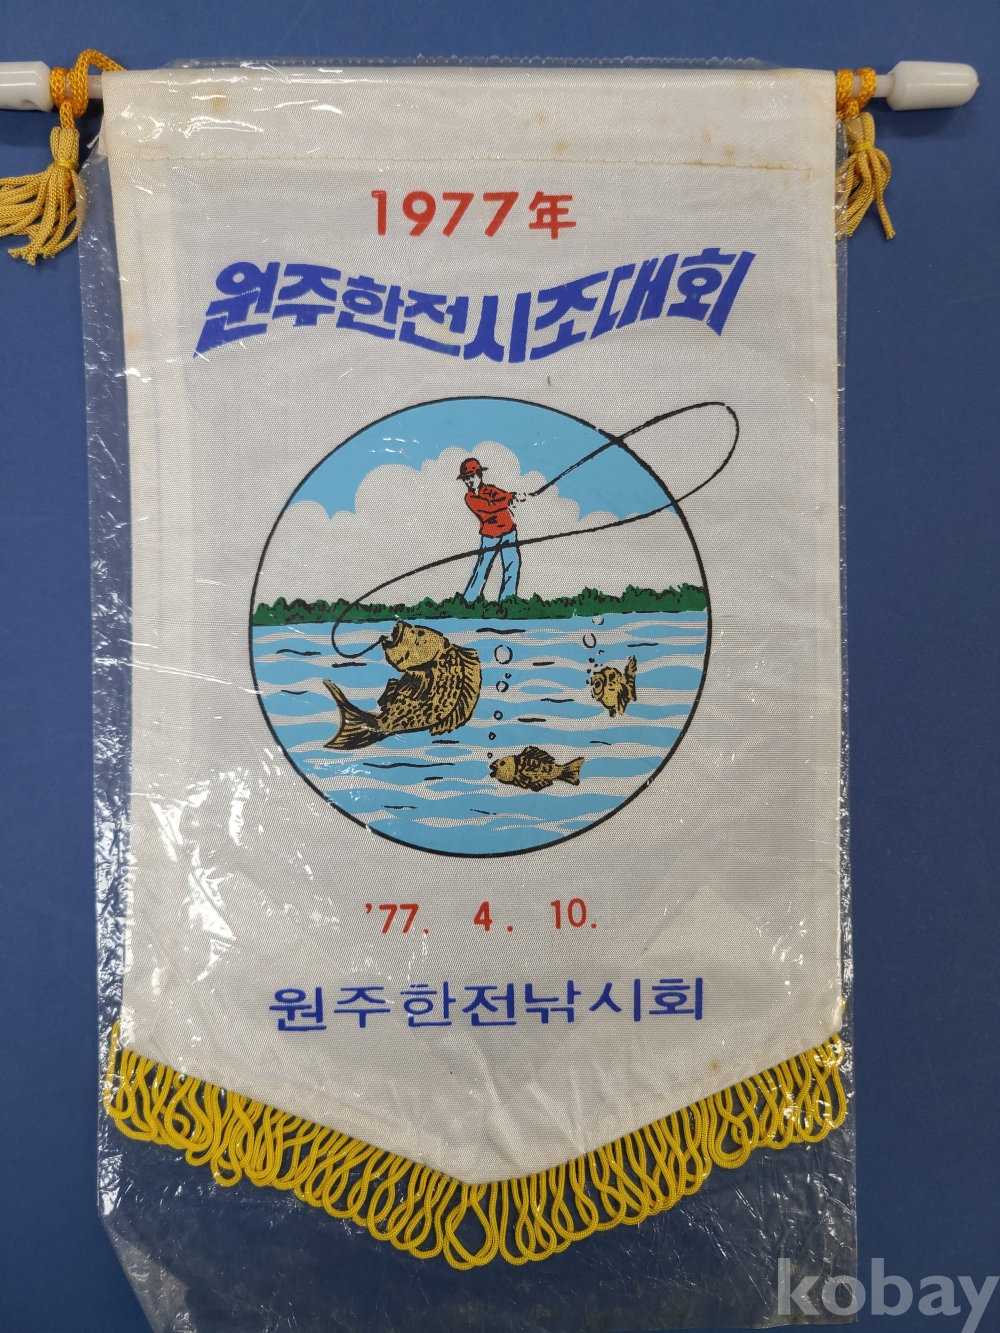 1977年
원주한전시조대회
'77. 4. 10.
원주한전낚시회
kobay